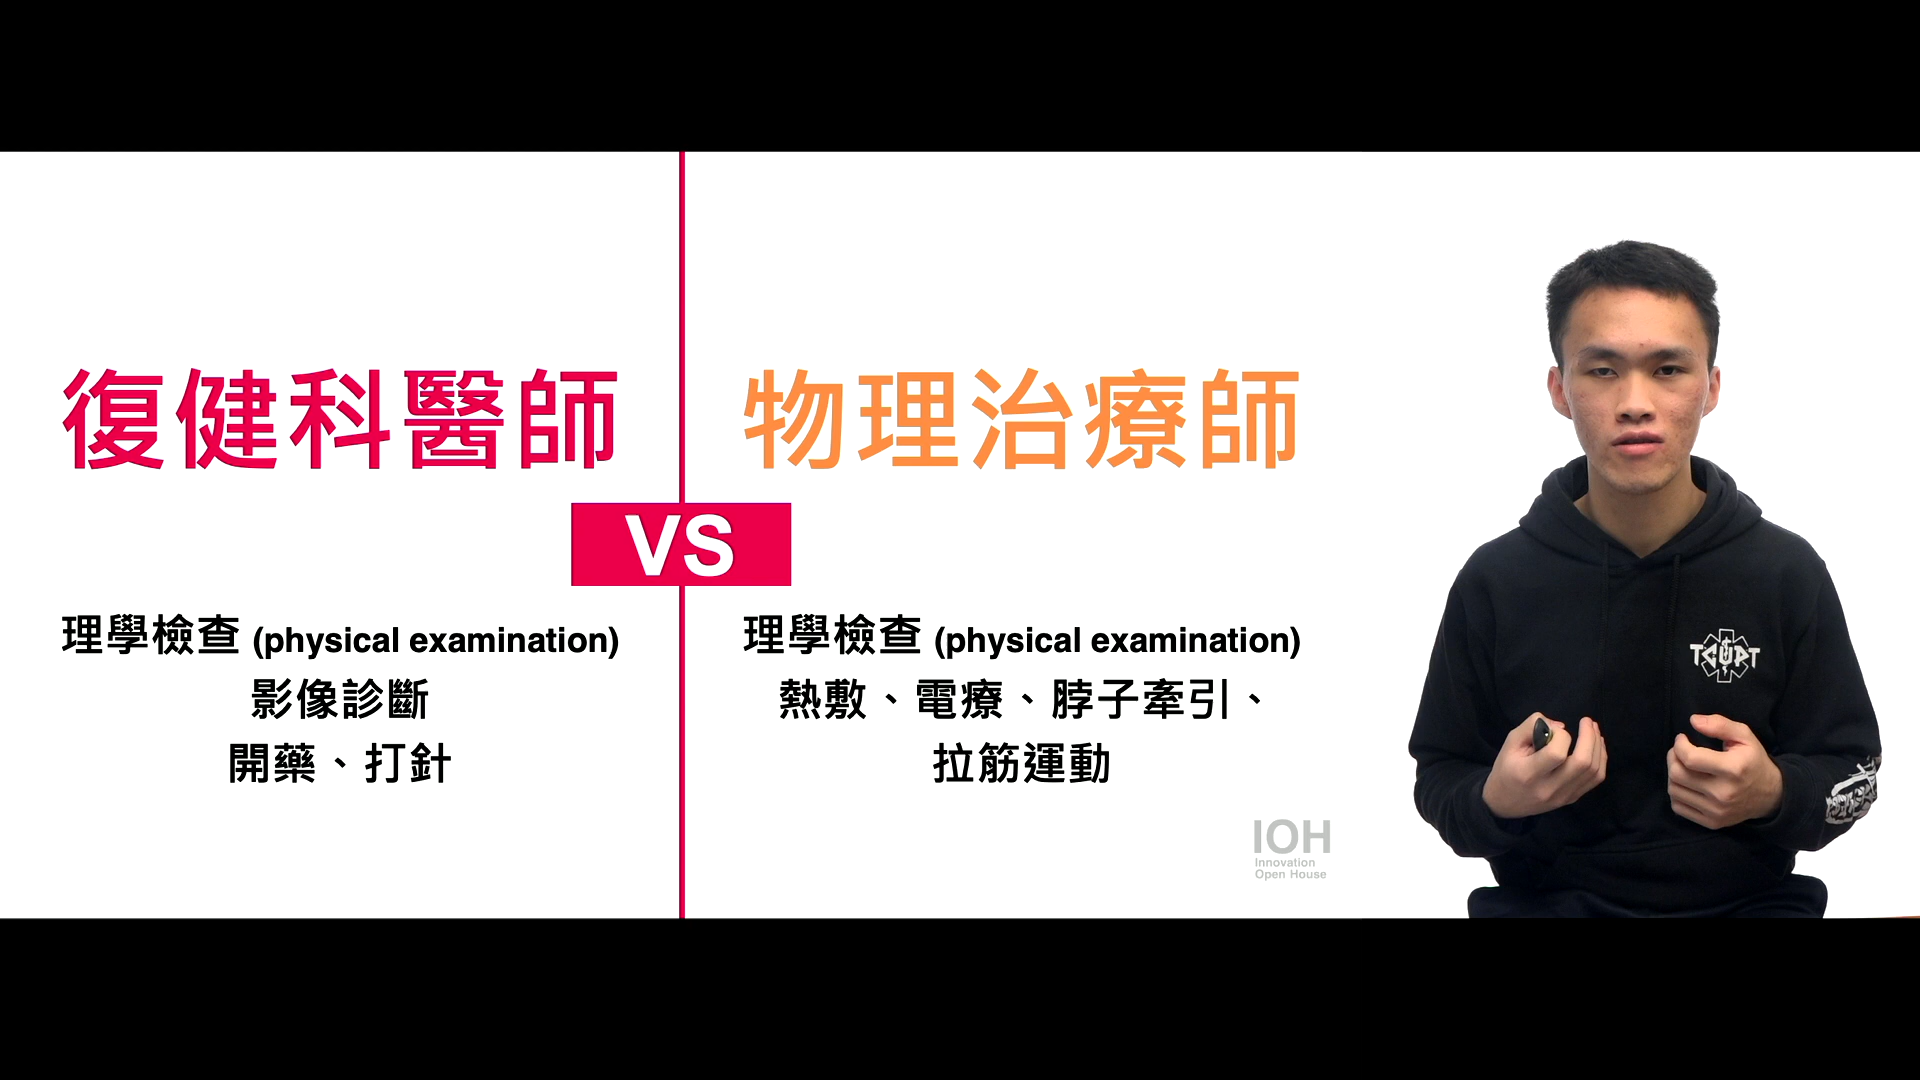 復健科醫師
物理治療師
VS
理學檢查 (physical examination)
影像診斷
開藥、打針
理學檢查 (physical examination)
熱敷、電療、脖子牽引、
拉筋運動
IOH
Innovation
Open House
TCUPT